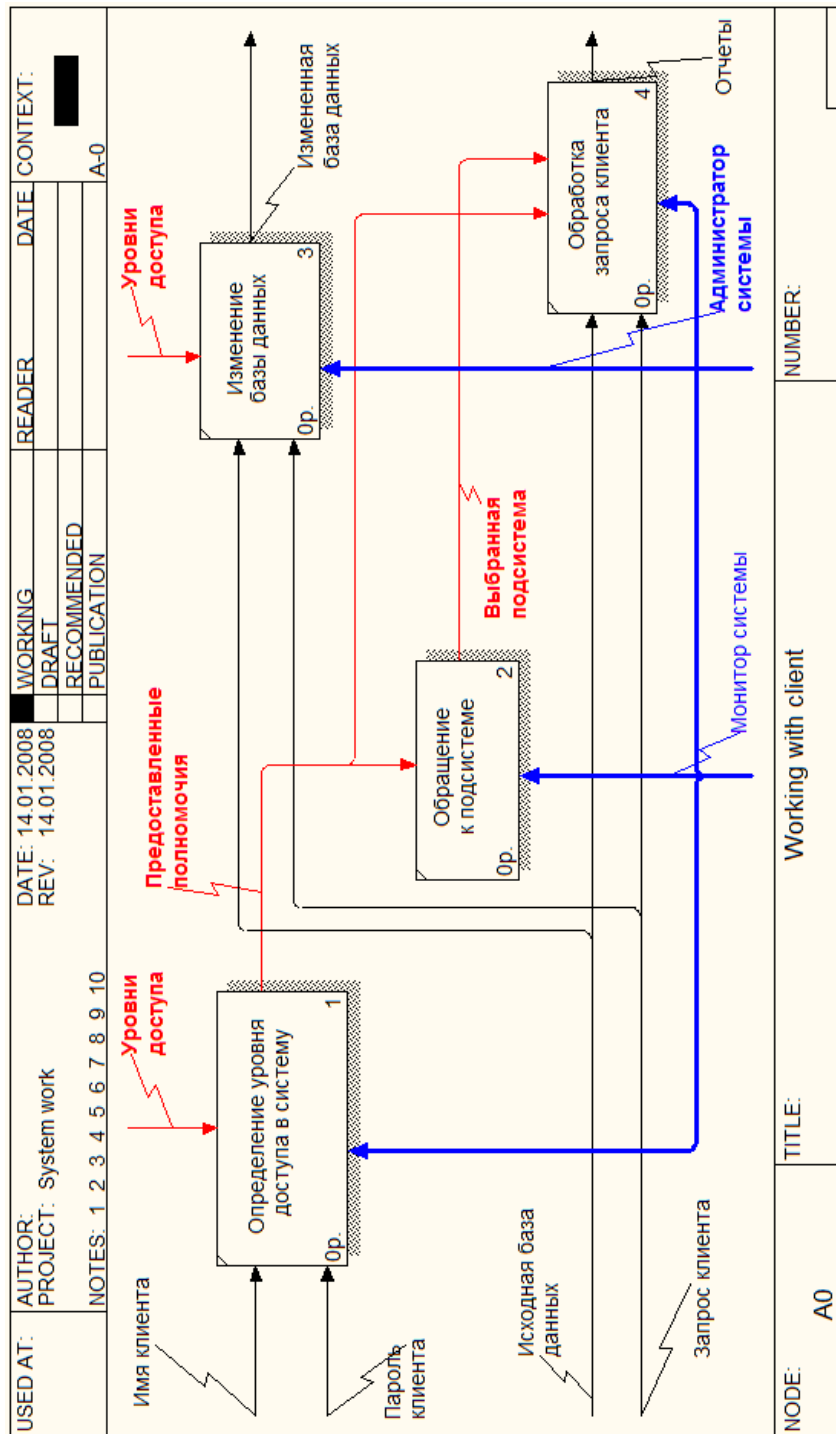 USED AT:
AUTHOR:
PROJECT: System work
NOTES: 1 2 3 4 5 6 7 8 9 10
DATE: 14.01.2008
REV: 14.01.2008
WORKING
DRAFT
RECOMMENDED
PUBLICATION
READER
DATE
CONTEXT:
A-0
Имя клиента
Пароль
клиента
Исходная база
данных
Запрос клиента
Уровни
доступа
Определение уровня
доступа в систему
0р.
1
Предоставленные
полномочия
Обращение
к подсистеме
0р.
2
Монитор системы
Выбранная
подсистема
Уровни
доступа
Изменение
базы данных
0р.
3
Измененная
база данных
Администратор
системы
Обработка
запроса клиента
0р.
4
Отчеты
NODE:
A0
TITLE:
Working with client
NUMBER: